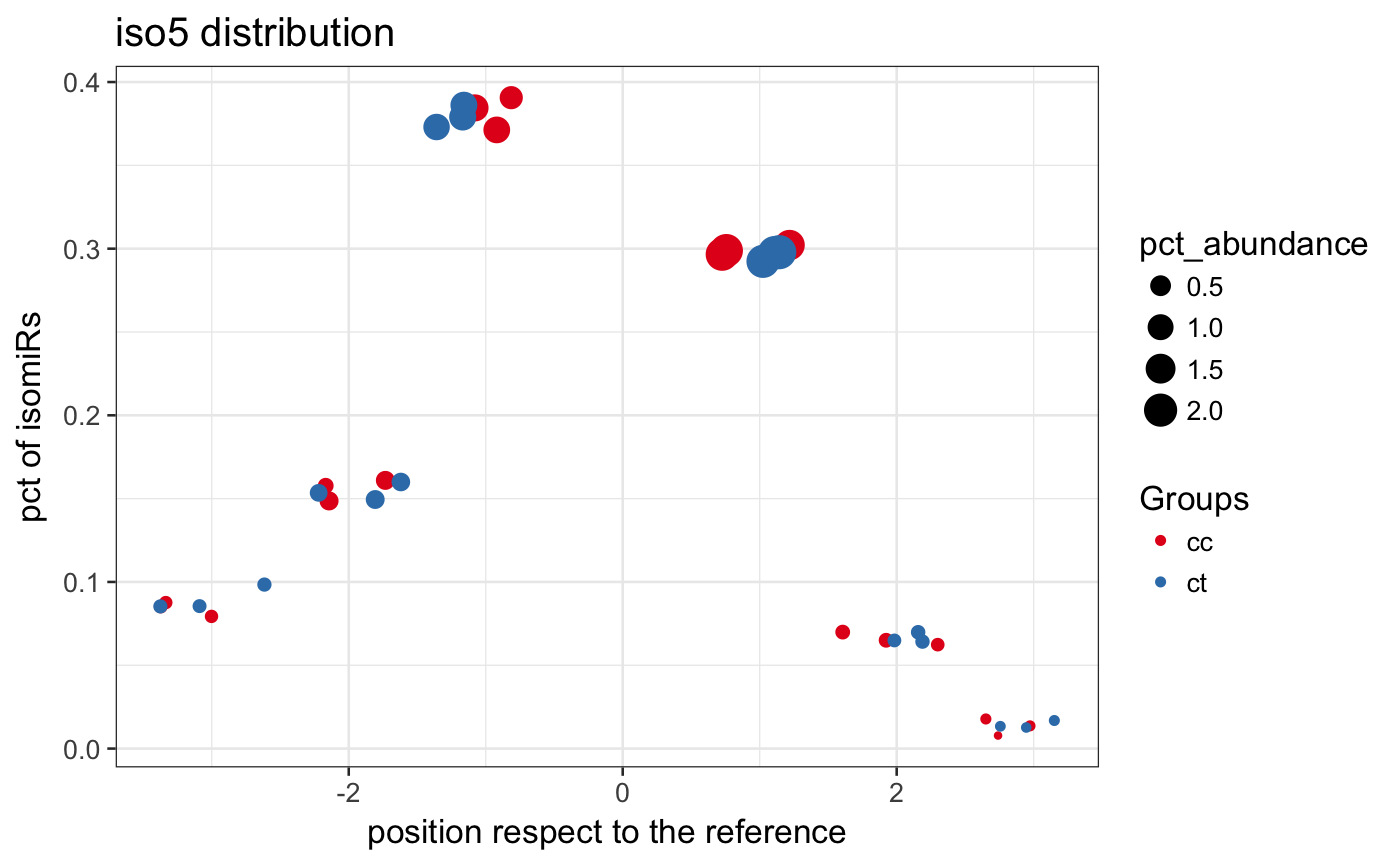 iso5 distribution
0.4
0.3
0.2
0.1
0.0
pct of isomiRs
-2
0
2
position respect to the reference
pct_abundance
0.5
1.0
1.5
2.0
Groups
cc
ct